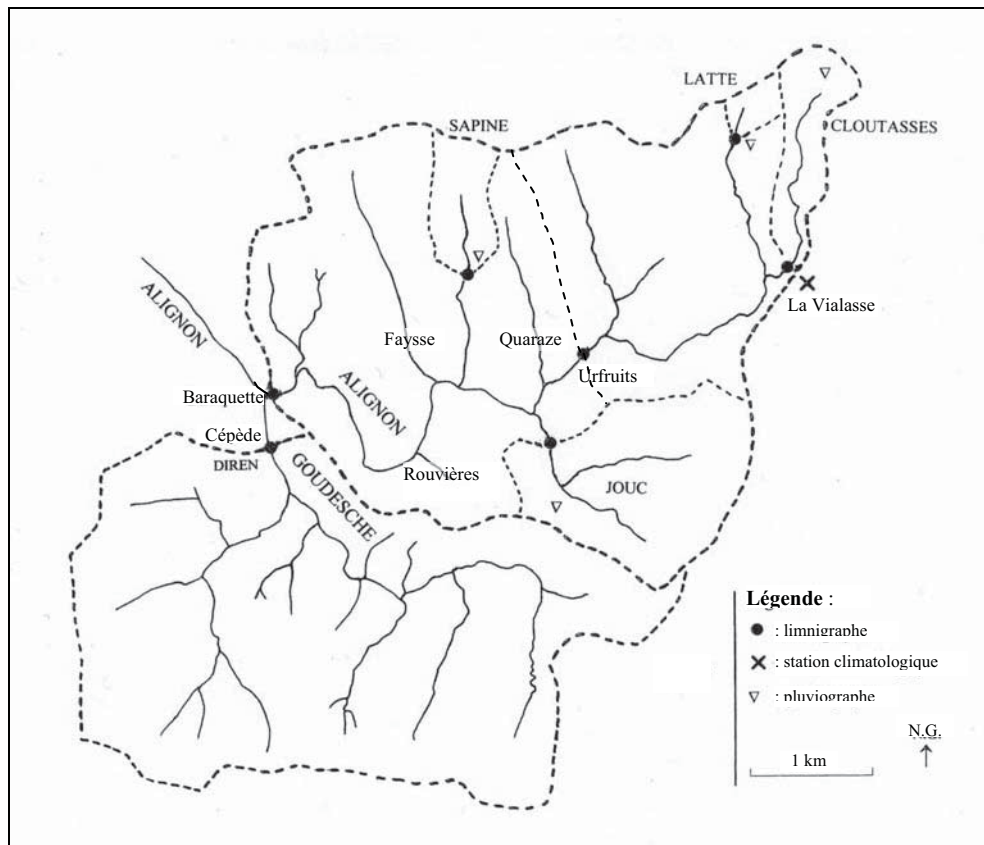 LATTE
CLOUTASSES
SAPINE
La Vialasse
ALIGNON
Faysse
Quaraze
Urfruits
Baraquette
ALIGNON
Cépède
DIREN
GOUDESCHE
Rouvières
JOUC
Légende :
: limnigraphe
: station climatologique
: pluviographe
N.G.
1 km